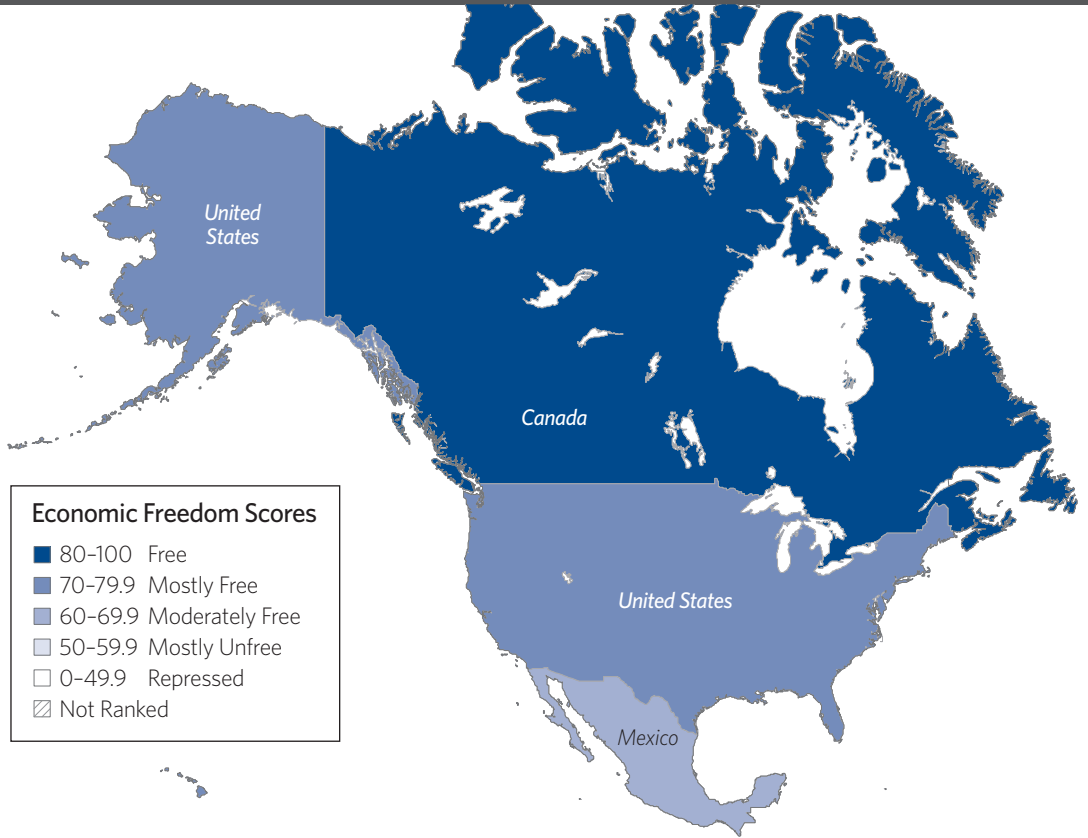 United
States
Canada
Economic Freedom Scores
80–100 Free
70–79.9 Mostly Free
60–69.9 Moderately Free
50–59.9 Mostly Unfree
0–49.9 Repressed
Not Ranked
United States
Mexico